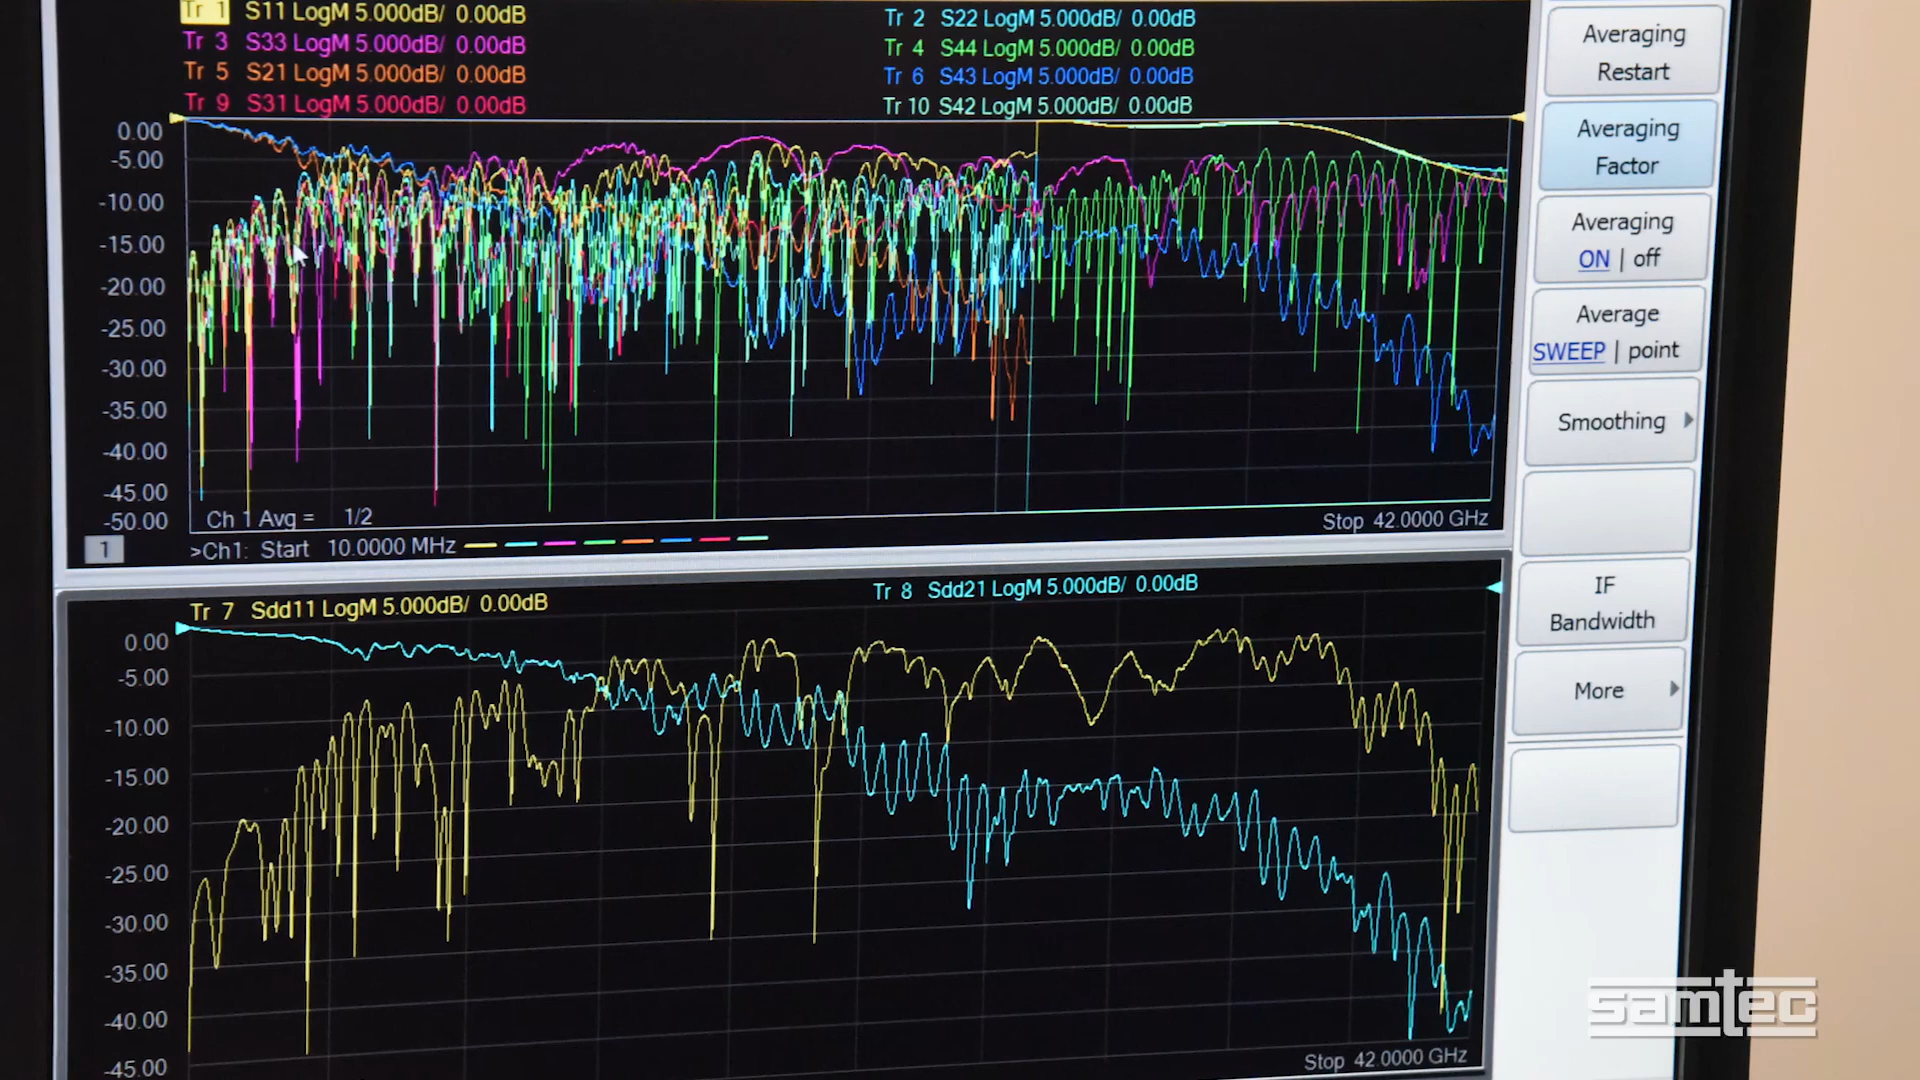 Tr 1 S11 LogM 5.000dB/ 0.00dB
Tr 2 S22 LogM 5.000dB/ 0.00dB
Tr 3 S33 LogM 5.000dB/ 0.00dB
Tr 4 S44 LogM 5.000dB/ 0.00dB
Tr 5 S21 LogM 5.000dB/ 0.00dB
Tr 6 S43 LogM 5.000dB/ 0.00dB
Tr 9 S31 LogM 5.000dB/ 0.00dB
Tr 10 S42 LogM 5.000dB/ 0.00dB
0.00
-5.00
-10.00
-15.00
-20.00
-25.00
-30.00
-35.00
-40.00
-45.00
-50.00
Ch 1 Avg = 1/2
Stop 42.0000 GHz
1
>Ch1: Start 10.0000 MHz
Tr 7 Sdd11 LogM 5.000dB/ 0.00dB
Tr 8 Sdd21 LogM 5.000dB/ 0.00dB
0.00
-5.00
-10.00
-15.00
-20.00
-25.00
-30.00
-35.00
-40.00
-45.00
Stop 42.0000 GHz
Averaging
Restart
Averaging
Factor
Averaging
ON | off
Average
SWEEP | point
Smoothing
IF
Bandwidth
More
samtec